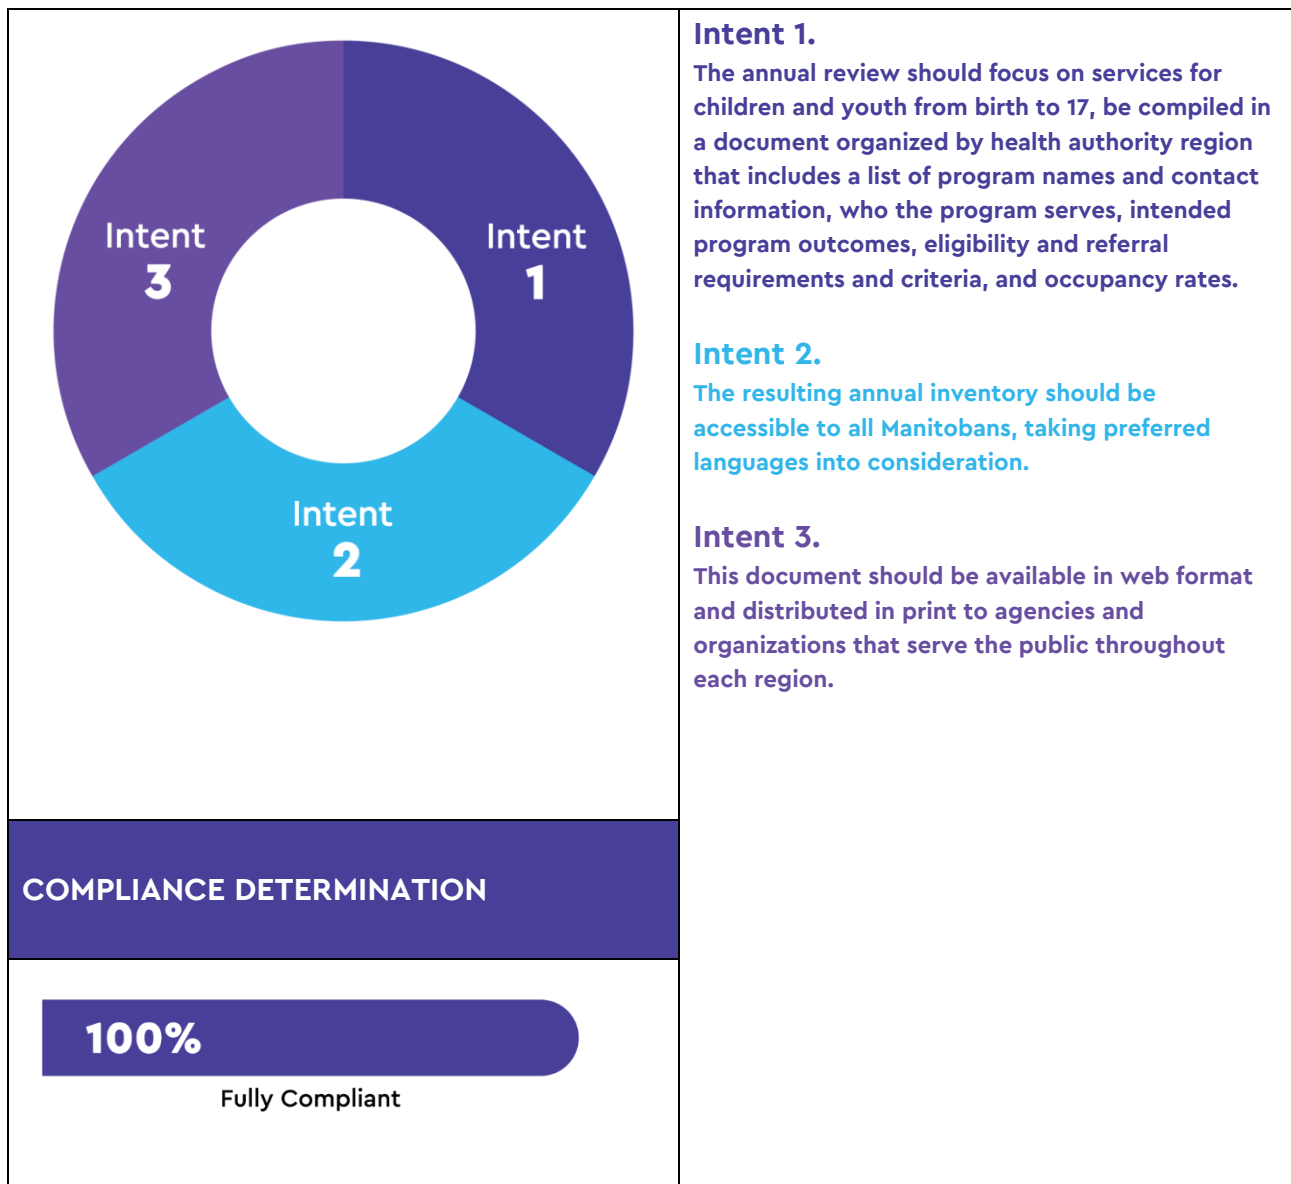 Intent
3
Intent
1
Intent
2
COMPLIANCE DETERMINATION
100%
Fully Compliant
Intent 1.
The annual review should focus on services for
children and youth from birth to 17, be compiled in
a document organized by health authority region
that includes a list of program names and contact
information, who the program serves, intended
program outcomes, eligibility and referral
requirements and criteria, and occupancy rates.
Intent 2.
The resulting annual inventory should be
accessible to all Manitobans, taking preferred
languages into consideration.
Intent 3.
This document should be available in web format
and distributed in print to agencies and
organizations that serve the public throughout
each region.